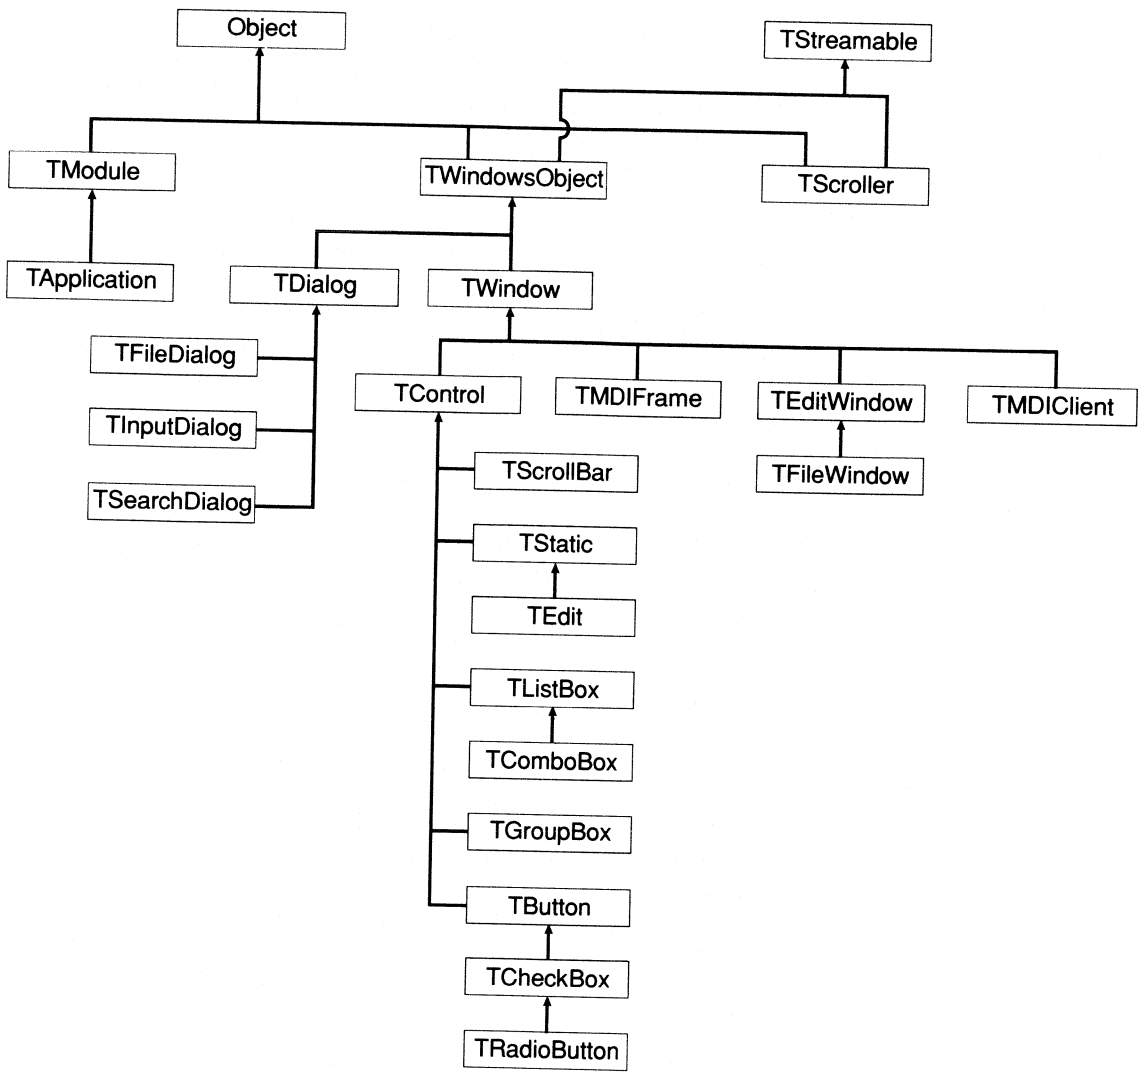 Object
TStreamable
TModule
TWindowsObject
TScroller
TApplication
TDialog
TWindow
TFileDialog
TInputDialog
TSearchDialog
TControl
TMDIFrame
TEditWindow
TMDIClient
TFileWindow
TScrollBar
TStatic
TEdit
TListBox
TComboBox
TGroupBox
TButton
TCheckBox
TRadioButton